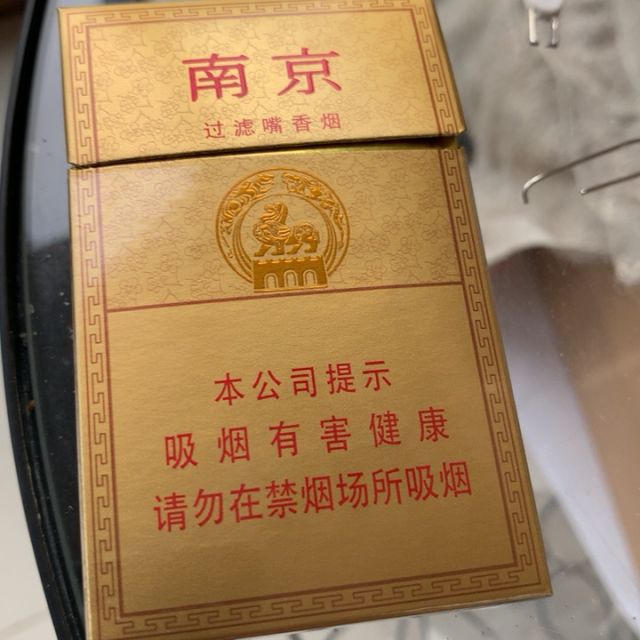 南京
过滤嘴香烟
本公司提示
吸烟有害健康
请勿在禁烟场所吸烟